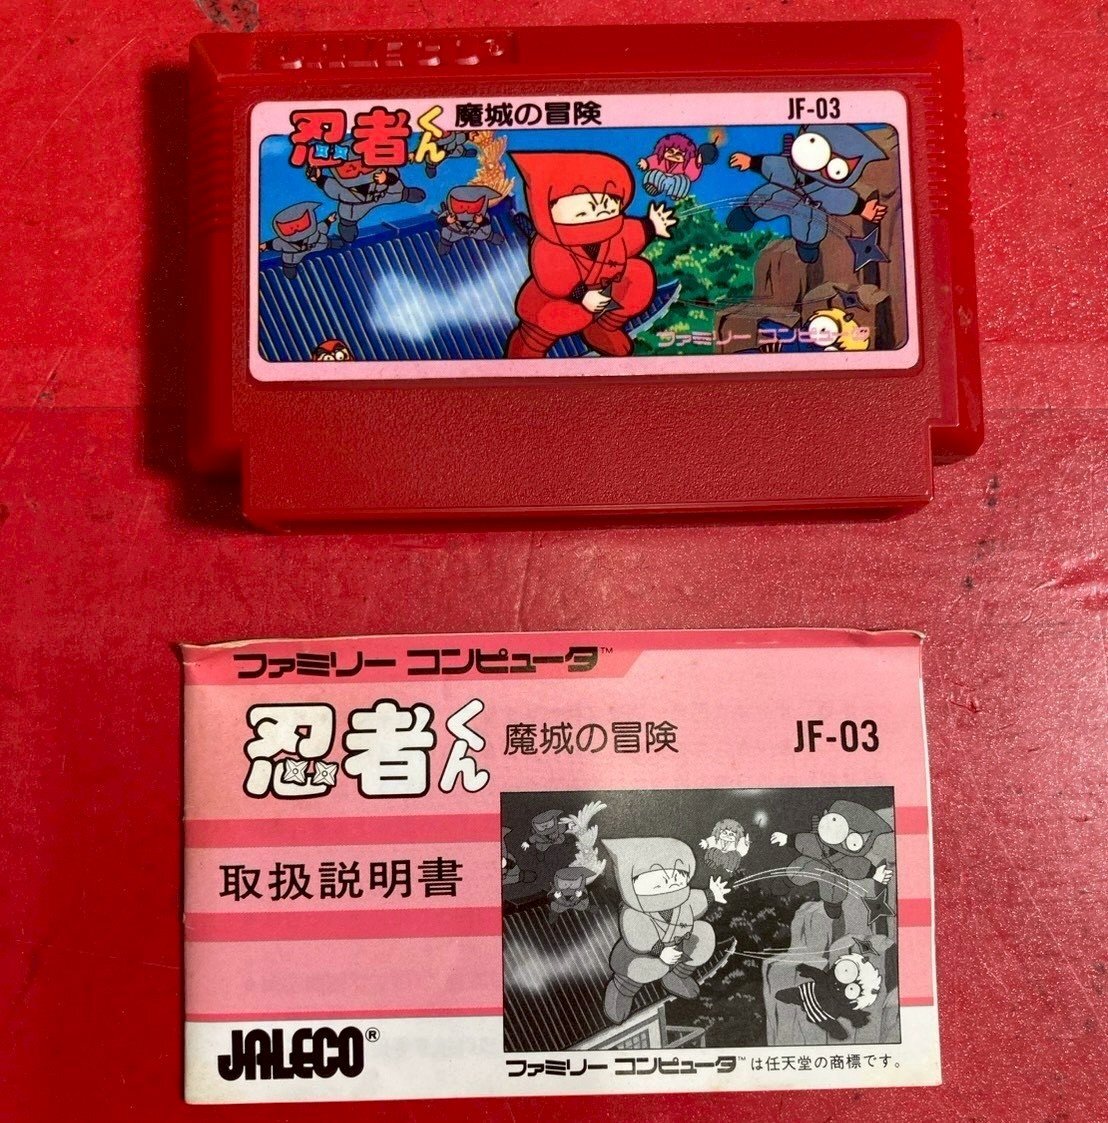 JALECO
忍者くん 魔城の冒険 JF-03
ファミリー コンピュータ
ファミリー コンピュータ™
忍者くん 魔城の冒険 JF-03
取扱説明書
JALECO®
ファミリー コンピュータ™は任天堂の商標です。